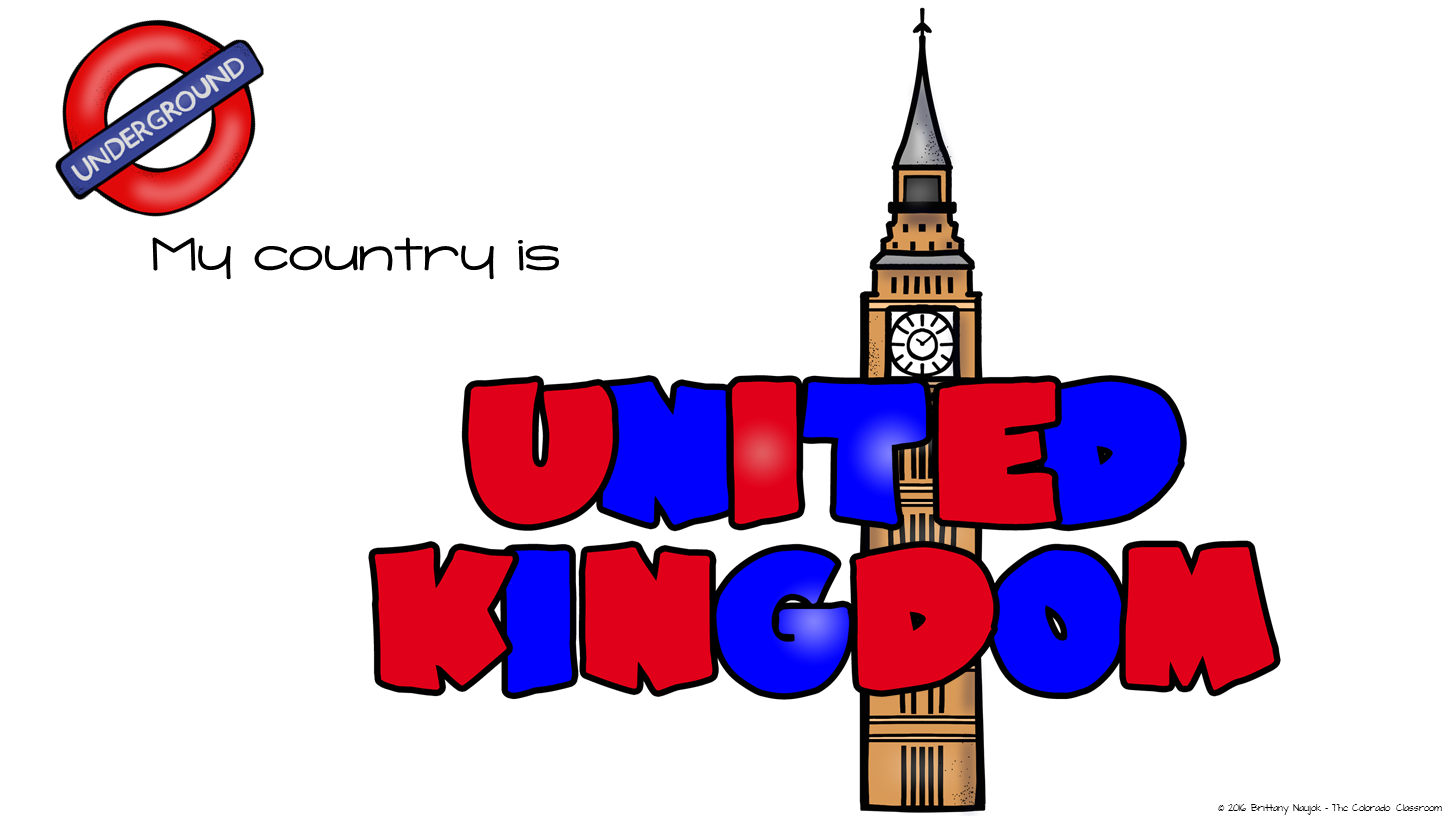 UNDERGROUND
My country is
UNITED
KINGDOM
© 2016 Brittany Naujok - The Colorado Classroom